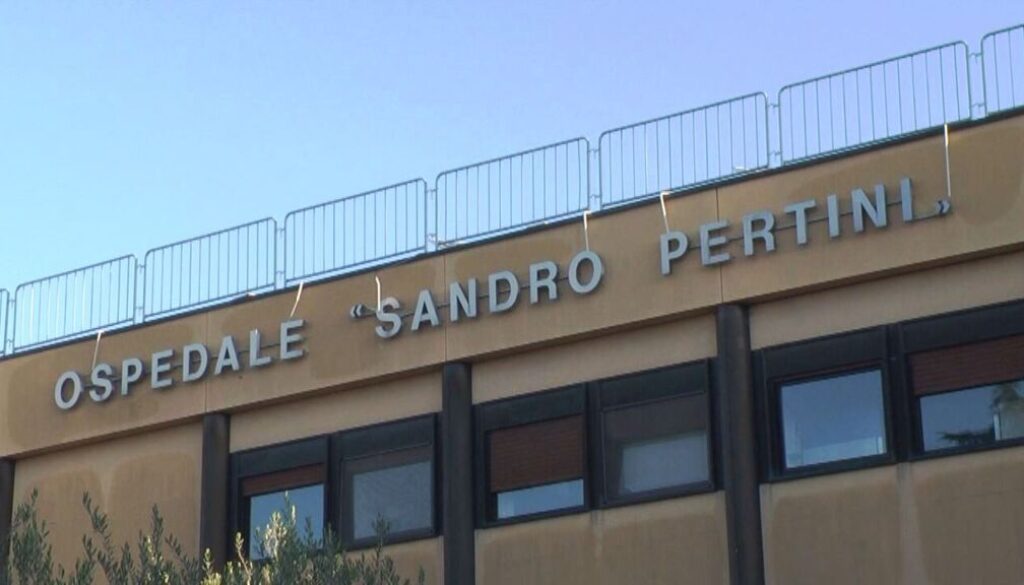 OSPEDALE “SANDRO PERTINI”